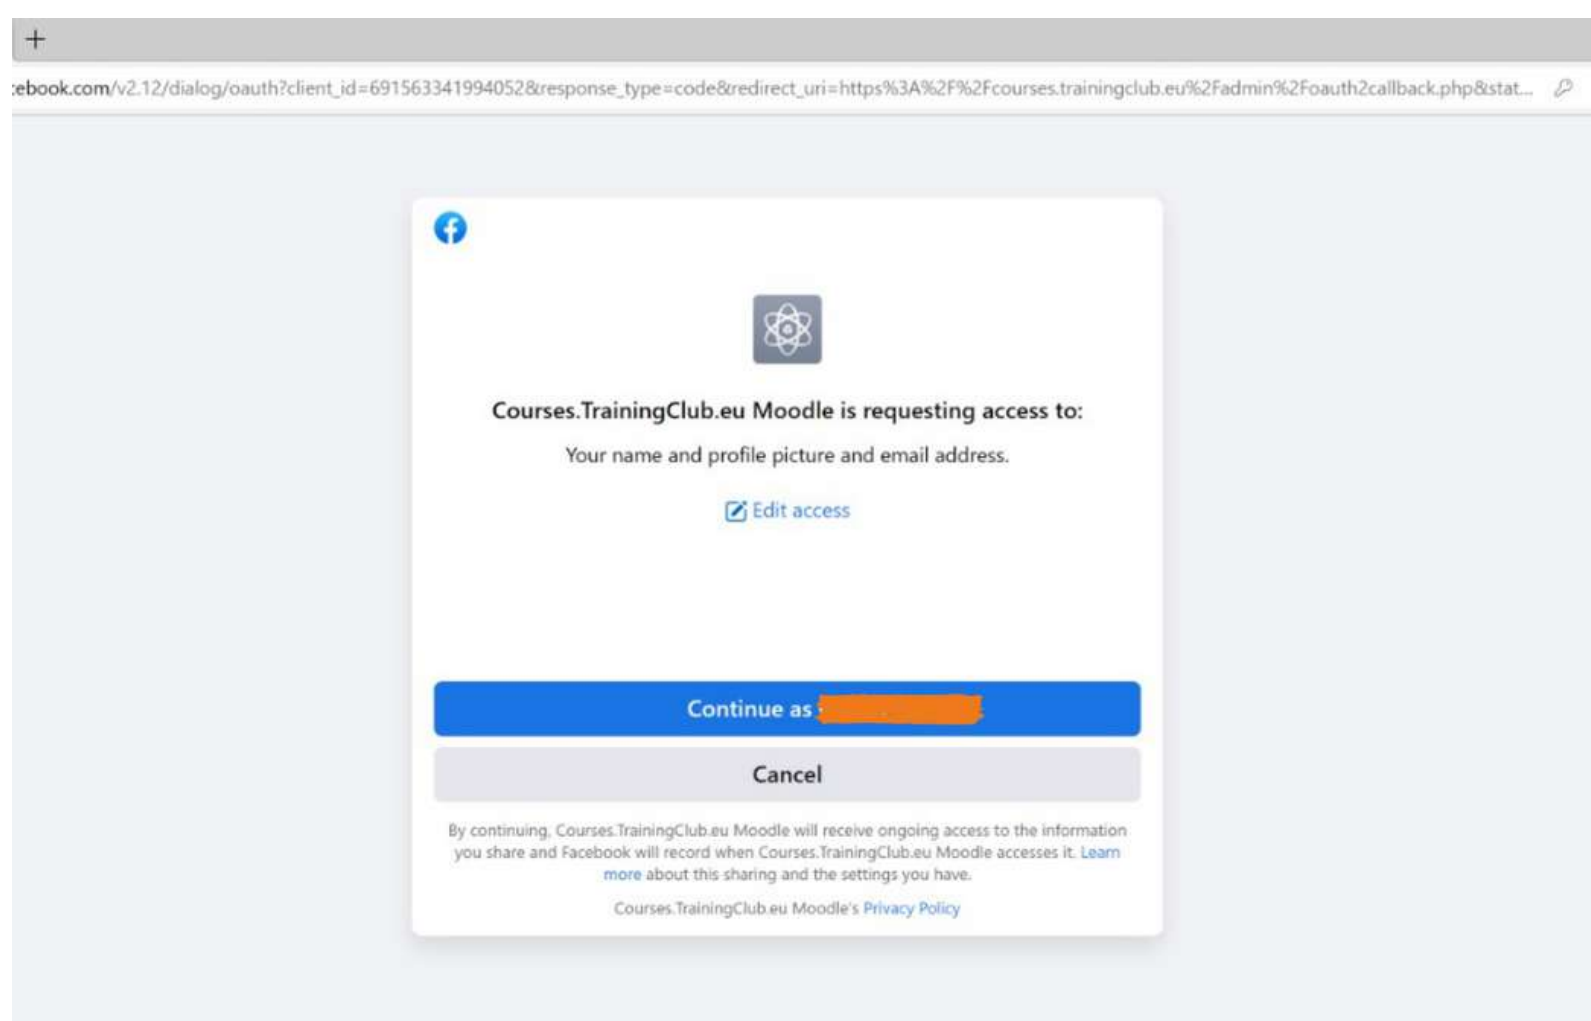 +
cebook.com/v2.12/dialog/oauth?client_id=691563341994052&response_type=code&redirect_uri=https%3A%2F%2Fcourses.trainingclub.eu%2Fadmin%2Foauth2callback.php&stat...
Courses.TrainingClub.eu Moodle is requesting access to:
Your name and profile picture and email address.
Edit access
Continue as
Cancel
By continuing, Courses.TrainingClub.eu Moodle will receive ongoing access to the information
you share and Facebook will record when Courses.TrainingClub.eu Moodle accesses it. Learn
more about this sharing and the settings you have.
Courses.TrainingClub.eu Moodle's Privacy Policy